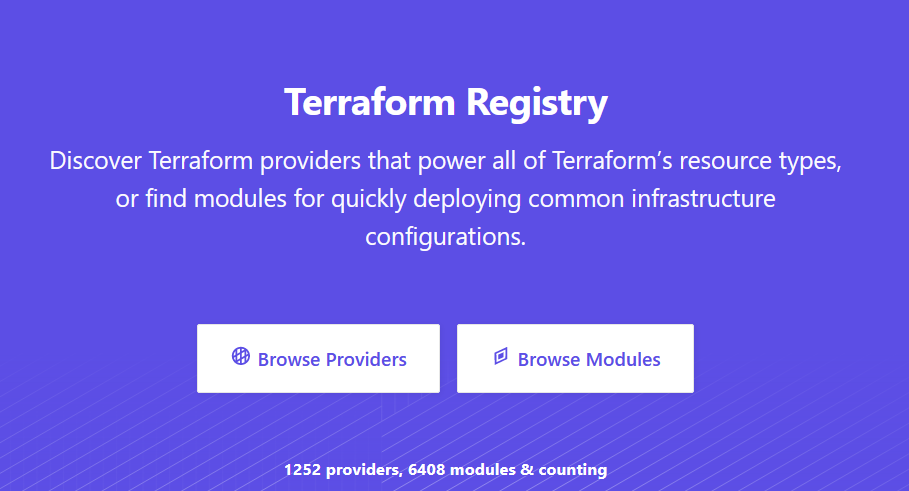 Terraform Registry
Discover Terraform providers that power all of Terraform’s resource types,
or find modules for quickly deploying common infrastructure
configurations.
Browse Providers
Browse Modules
1252 providers, 6408 modules & counting